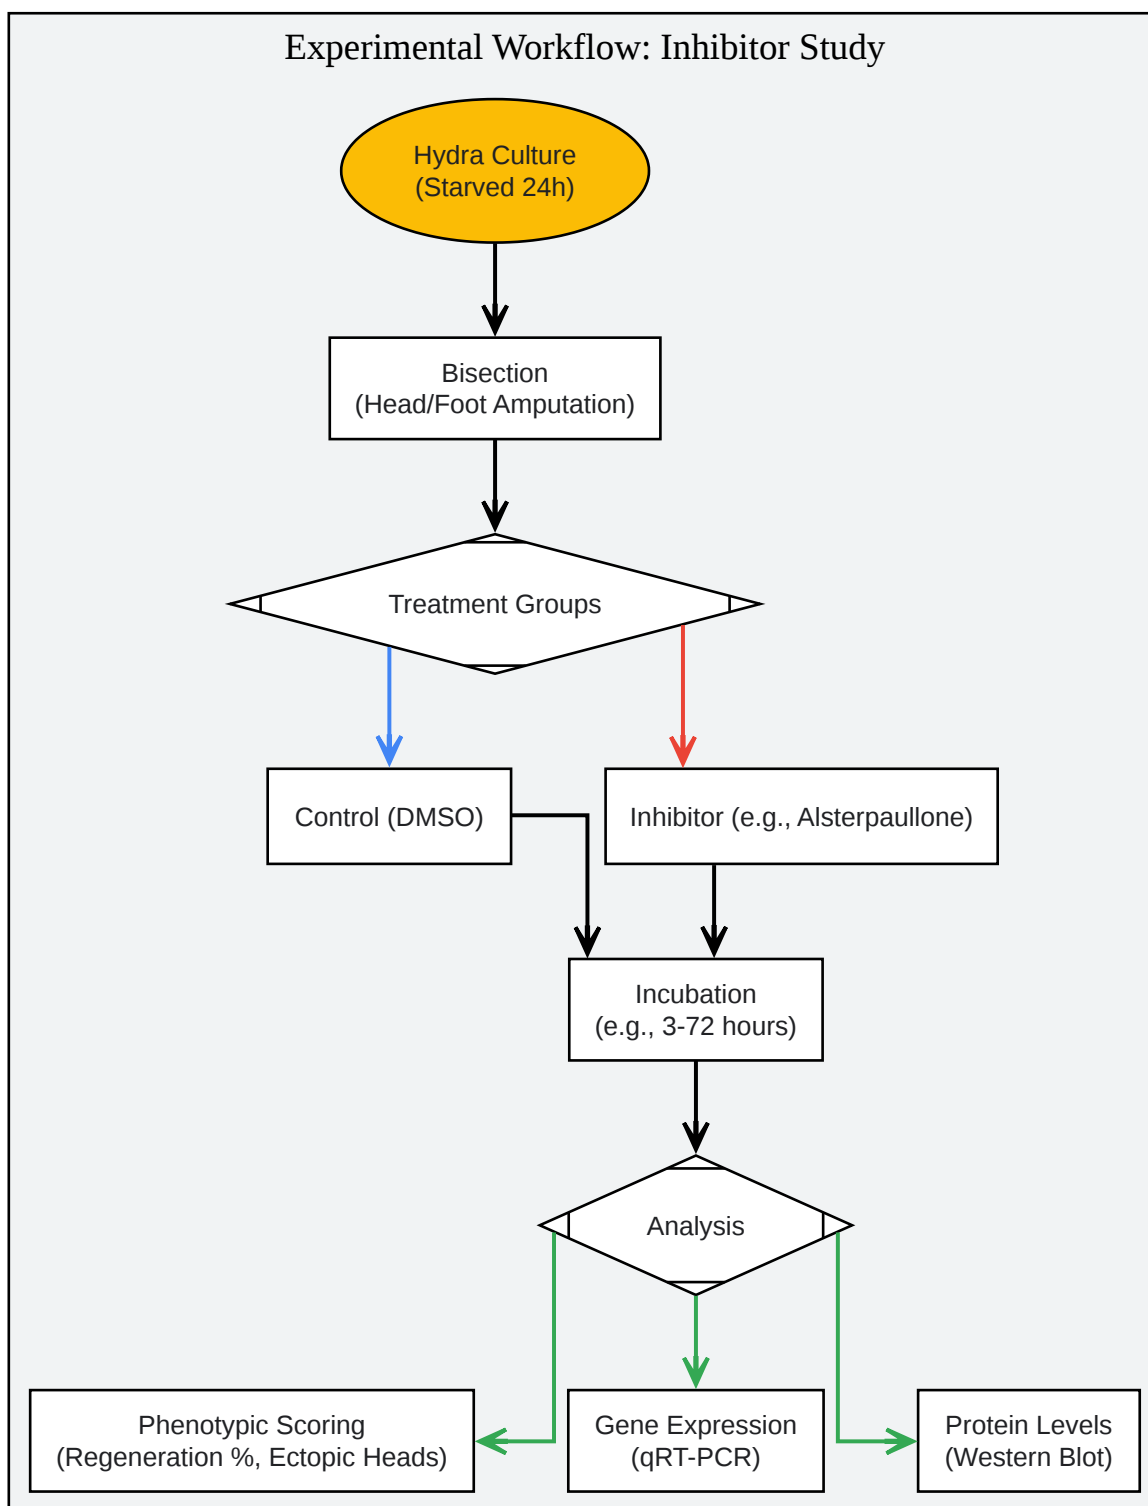 Experimental Workflow: Inhibitor Study
Hydra Culture
(Starved 24h)
Bisection
(Head/Foot Amputation)
Treatment Groups
Control (DMSO)
Inhibitor (e.g., Alsterpaullone)
Incubation
(e.g., 3-72 hours)
Analysis
Phenotypic Scoring
(Regeneration %, Ectopic Heads)
Gene Expression
(qRT-PCR)
Protein Levels
(Western Blot)